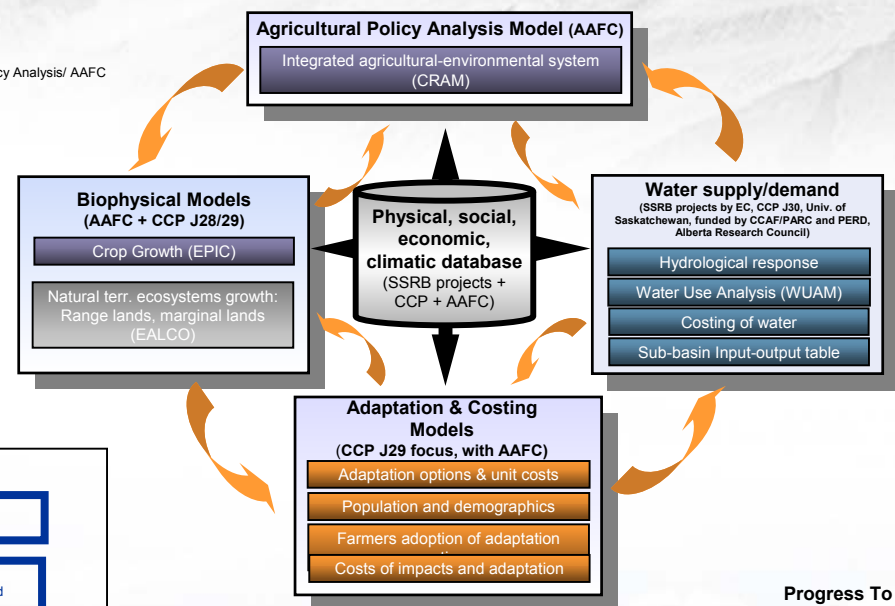 Agricultural Policy Analysis Model (AAFC)
Integrated agricultural-environmental system
(CRAM)
cy Analysis/ AAFC
Biophysical Models
(AAFC + CCP J28/29)
Crop Growth (EPIC)
Natural terr. ecosystems growth:
Range lands, marginal lands
(EALCO)
Physical, social,
economic,
climatic database
(SSRB projects +
CCP + AAFC)
Water supply/demand
(SSRB projects by EC, CCP J30, Univ. of
Saskatchewan, funded by CCAF/PARC and PERD,
Alberta Research Council)
Hydrological response
Water Use Analysis (WUAM)
Costing of water
Sub-basin Input-output table
Adaptation & Costing
Models
(CCP J29 focus, with AAFC)
Adaptation options & unit costs
Population and demographics
Farmers adoption of adaptation
Costs of impacts and adaptation
d
Progress To